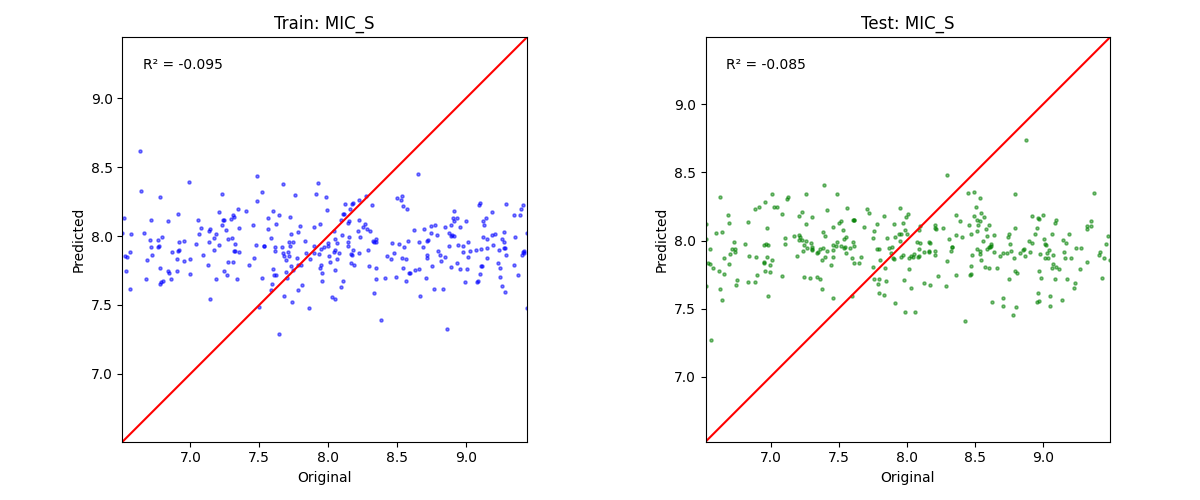 Train: MIC_S
R² = -0.095
9.0
8.5
8.0
7.5
7.0
Predicted
7.0 7.5 8.0 8.5 9.0
Original
Test: MIC_S
R² = -0.085
9.0
8.5
8.0
7.5
7.0
Predicted
7.0 7.5 8.0 8.5 9.0
Original